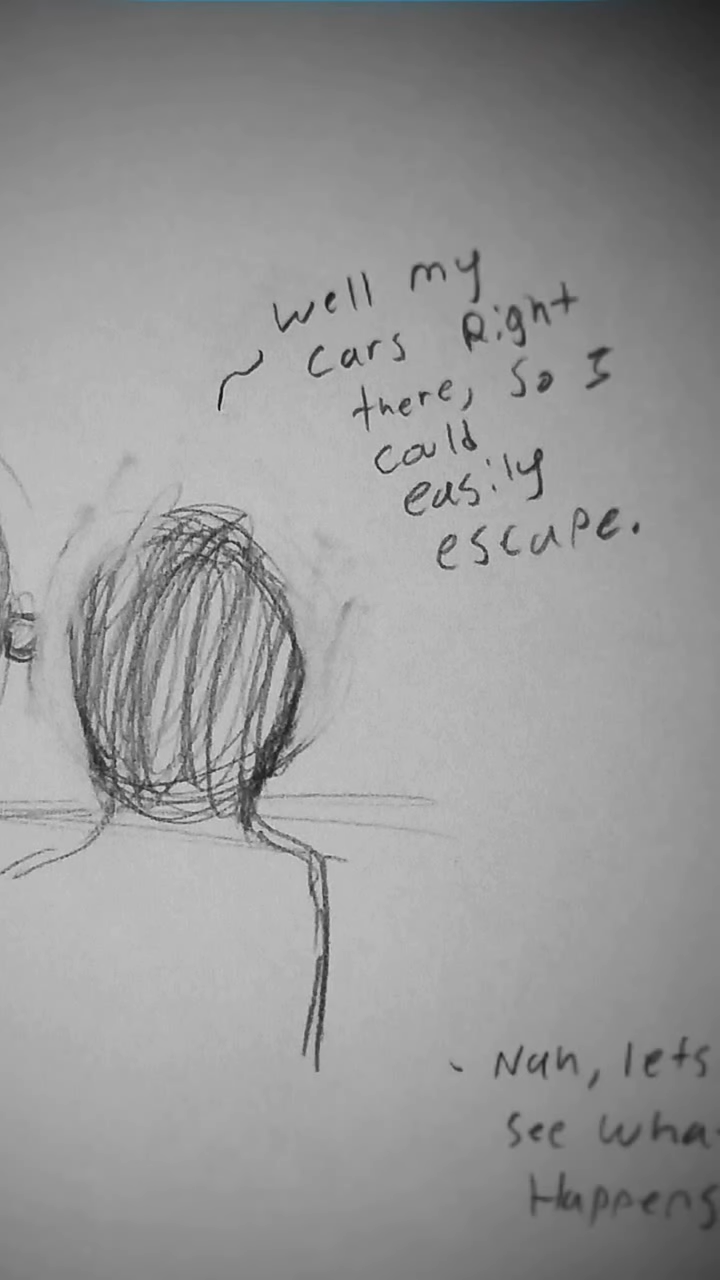 well my
cars Right
there, so I
could
easily
escape.
Nah, lets
see wha
Happens